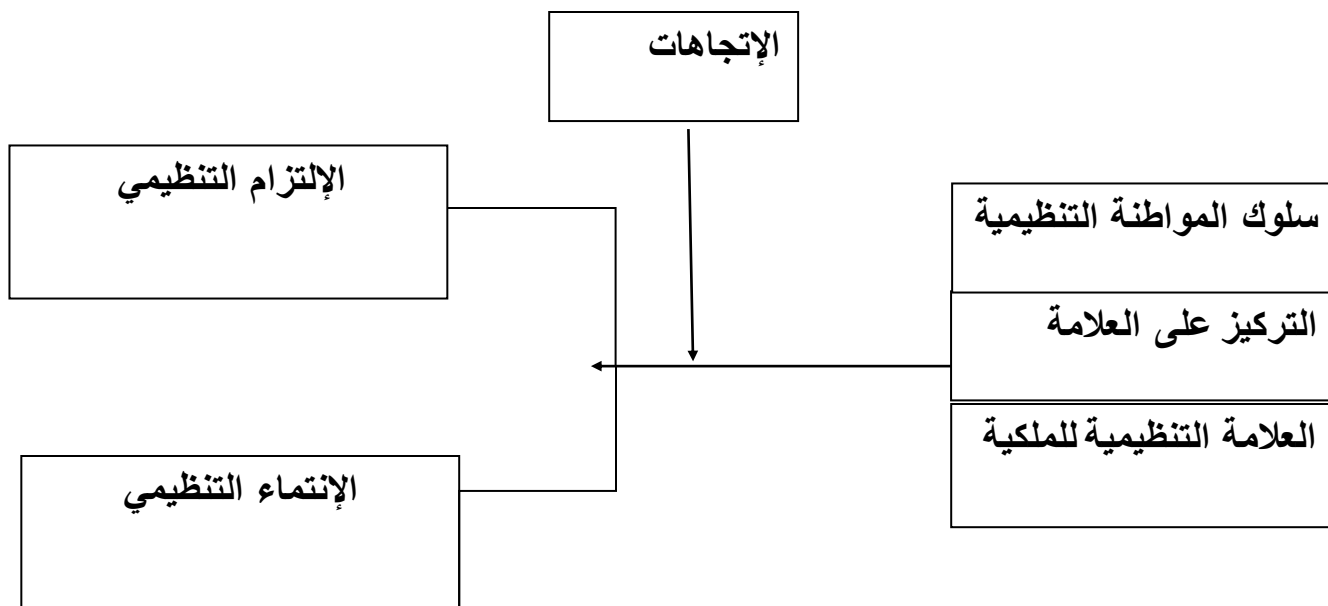 الإتجاهات
الإلتزام التنظيمي
سلوك المواطنة التنظيمية
التركيز على العلامة
العلامة التنظيمية للملكية
الإنتماء التنظيمي